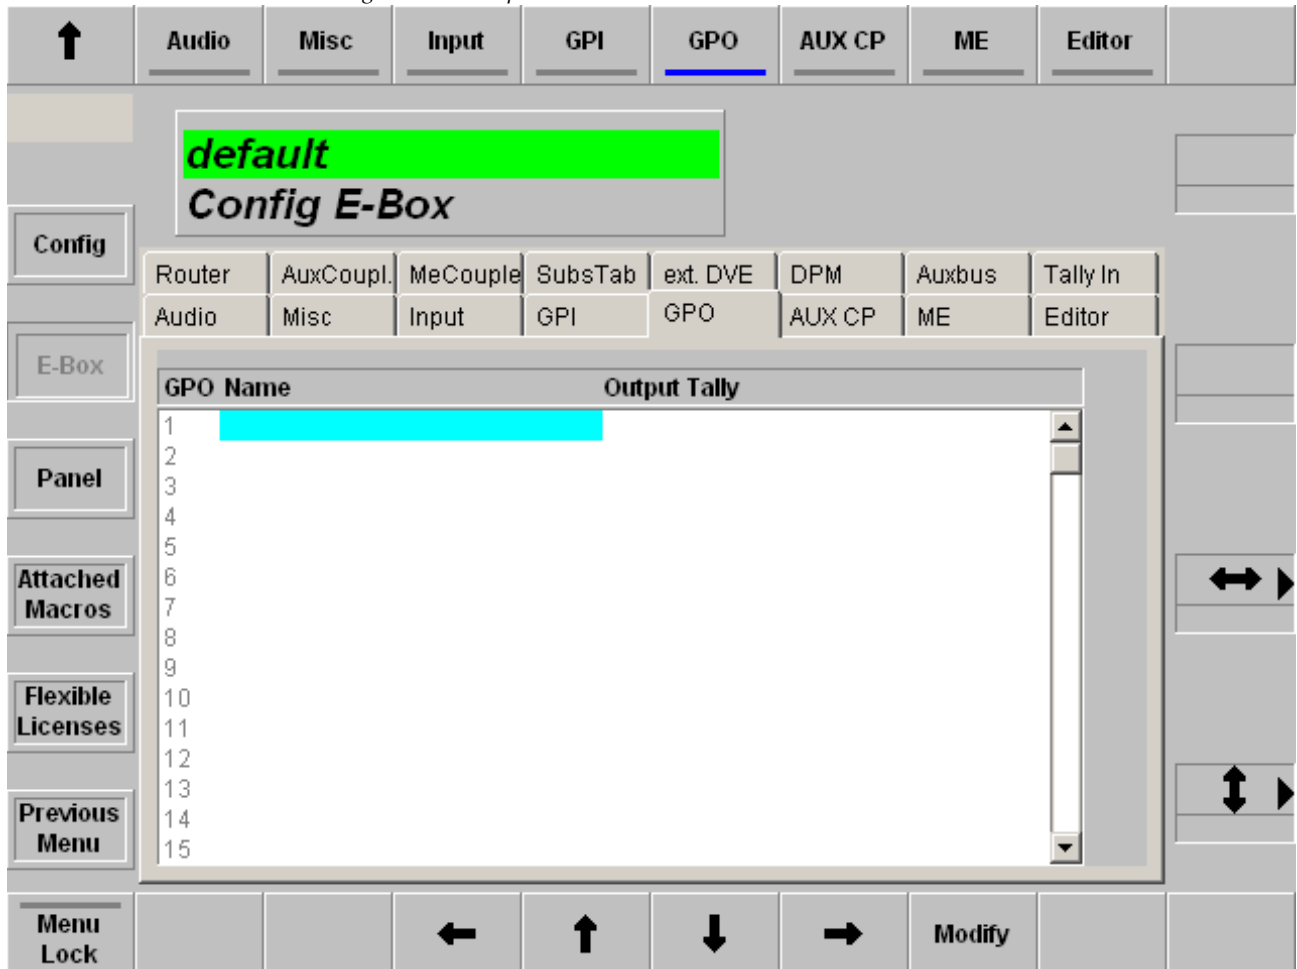 Audio Misc Input GPI GPO AUX CP ME Editor
default
Config E-Box
Config
Router AuxCoupl. MeCouple SubsTab ext. DVE DPM Auxbus Tally In
Audio Misc Input GPI GPO AUX CP ME Editor
E-Box
GPO Name Output Tally
1
2
Panel
3
4
5
Attached
Macros
6
7
8
9
Flexible
Licenses
10
11
12
13
Previous
Menu
14
15
Menu
Lock
Modify